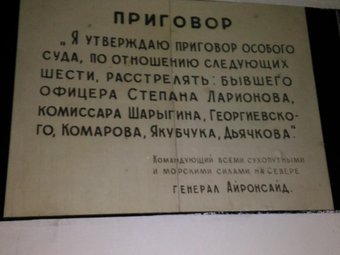 ПРИГОВОР
„Я УТВЕРЖДАЮ ПРИГОВОР ОСОБОГО
СУДА, ПО ОТНОШЕНИЮ СЛЕДУЮЩИХ
ШЕСТИ, РАССТРЕЛЯТЬ: БЫВШЕГО
ОФИЦЕРА СТЕПАНА ЛАРИОНОВА,
КОМИССАРА ШАРЫГИНА, ГЕОРГИЕВСКО-
ГО, КОМАРОВА, ЯКУБЧУКА, ДЬЯЧКОВА".
КОМАНДУЮЩИЙ ВСЕМИ СУХОПУТНЫМИ
И МОРСКИМИ СИЛАМИ НА СЕВЕРЕ
ГЕНЕРАЛ АЙРОНСАЙД.